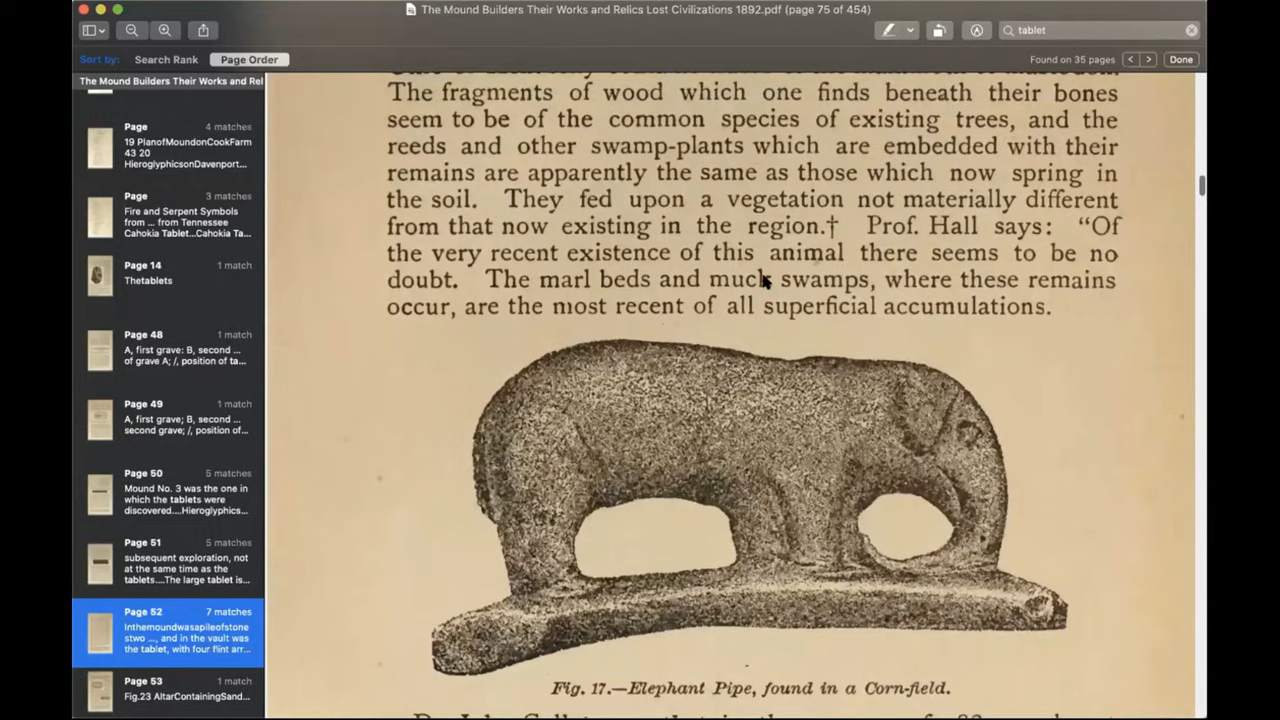 The Mound Builders Their Works and Relics Lost Civilizations 1892.pdf (page 75 of 454)
tablet
Sort by:
Search Rank
Page Order
Found on 35 pages
Done
The Mound Builders Their Works and Rel
Page
4 matches
19 PlanofMoundonCookFarm
43 20
HieroglyphicsonDavenport...
Page
3 matches
Fire and Serpent Symbols
from ... from Tennessee
Cahokia Tablet...Cahokia Ta...
Page 14
1 match
Thetablets
Page 48
1 match
A, first grave: B, second ...
of grave A; /, position of ta...
Page 49
1 match
A, first grave; B, second ...
second grave; /, position of...
Page 50
5 matches
Mound No. 3 was the one in
which the tablets were
discovered....Hieroglyphics...
Page 51
5 matches
subsequent exploration, not
at the same time as the
tablets....The large tablet is...
Page 52
7 matches
Inthemoundwasapileofstone
stwo ..., and in the vault was
the tablet, with four flint arr...
Page 53
1 match
Fig.23 AltarContainingSand...
The fragments of wood which one finds beneath their bones
seem to be of the common species of existing trees, and the
reeds and other swamp-plants which are embedded with their
remains are apparently the same as those which now spring in
the soil. They fed upon a vegetation not materially different
from that now existing in the region.† Prof. Hall says: "Of
the very recent existence of this animal there seems to be no
doubt. The marl beds and muck swamps, where these remains
occur, are the most recent of all superficial accumulations.
Fig. 17.—Elephant Pipe, found in a Corn-field.